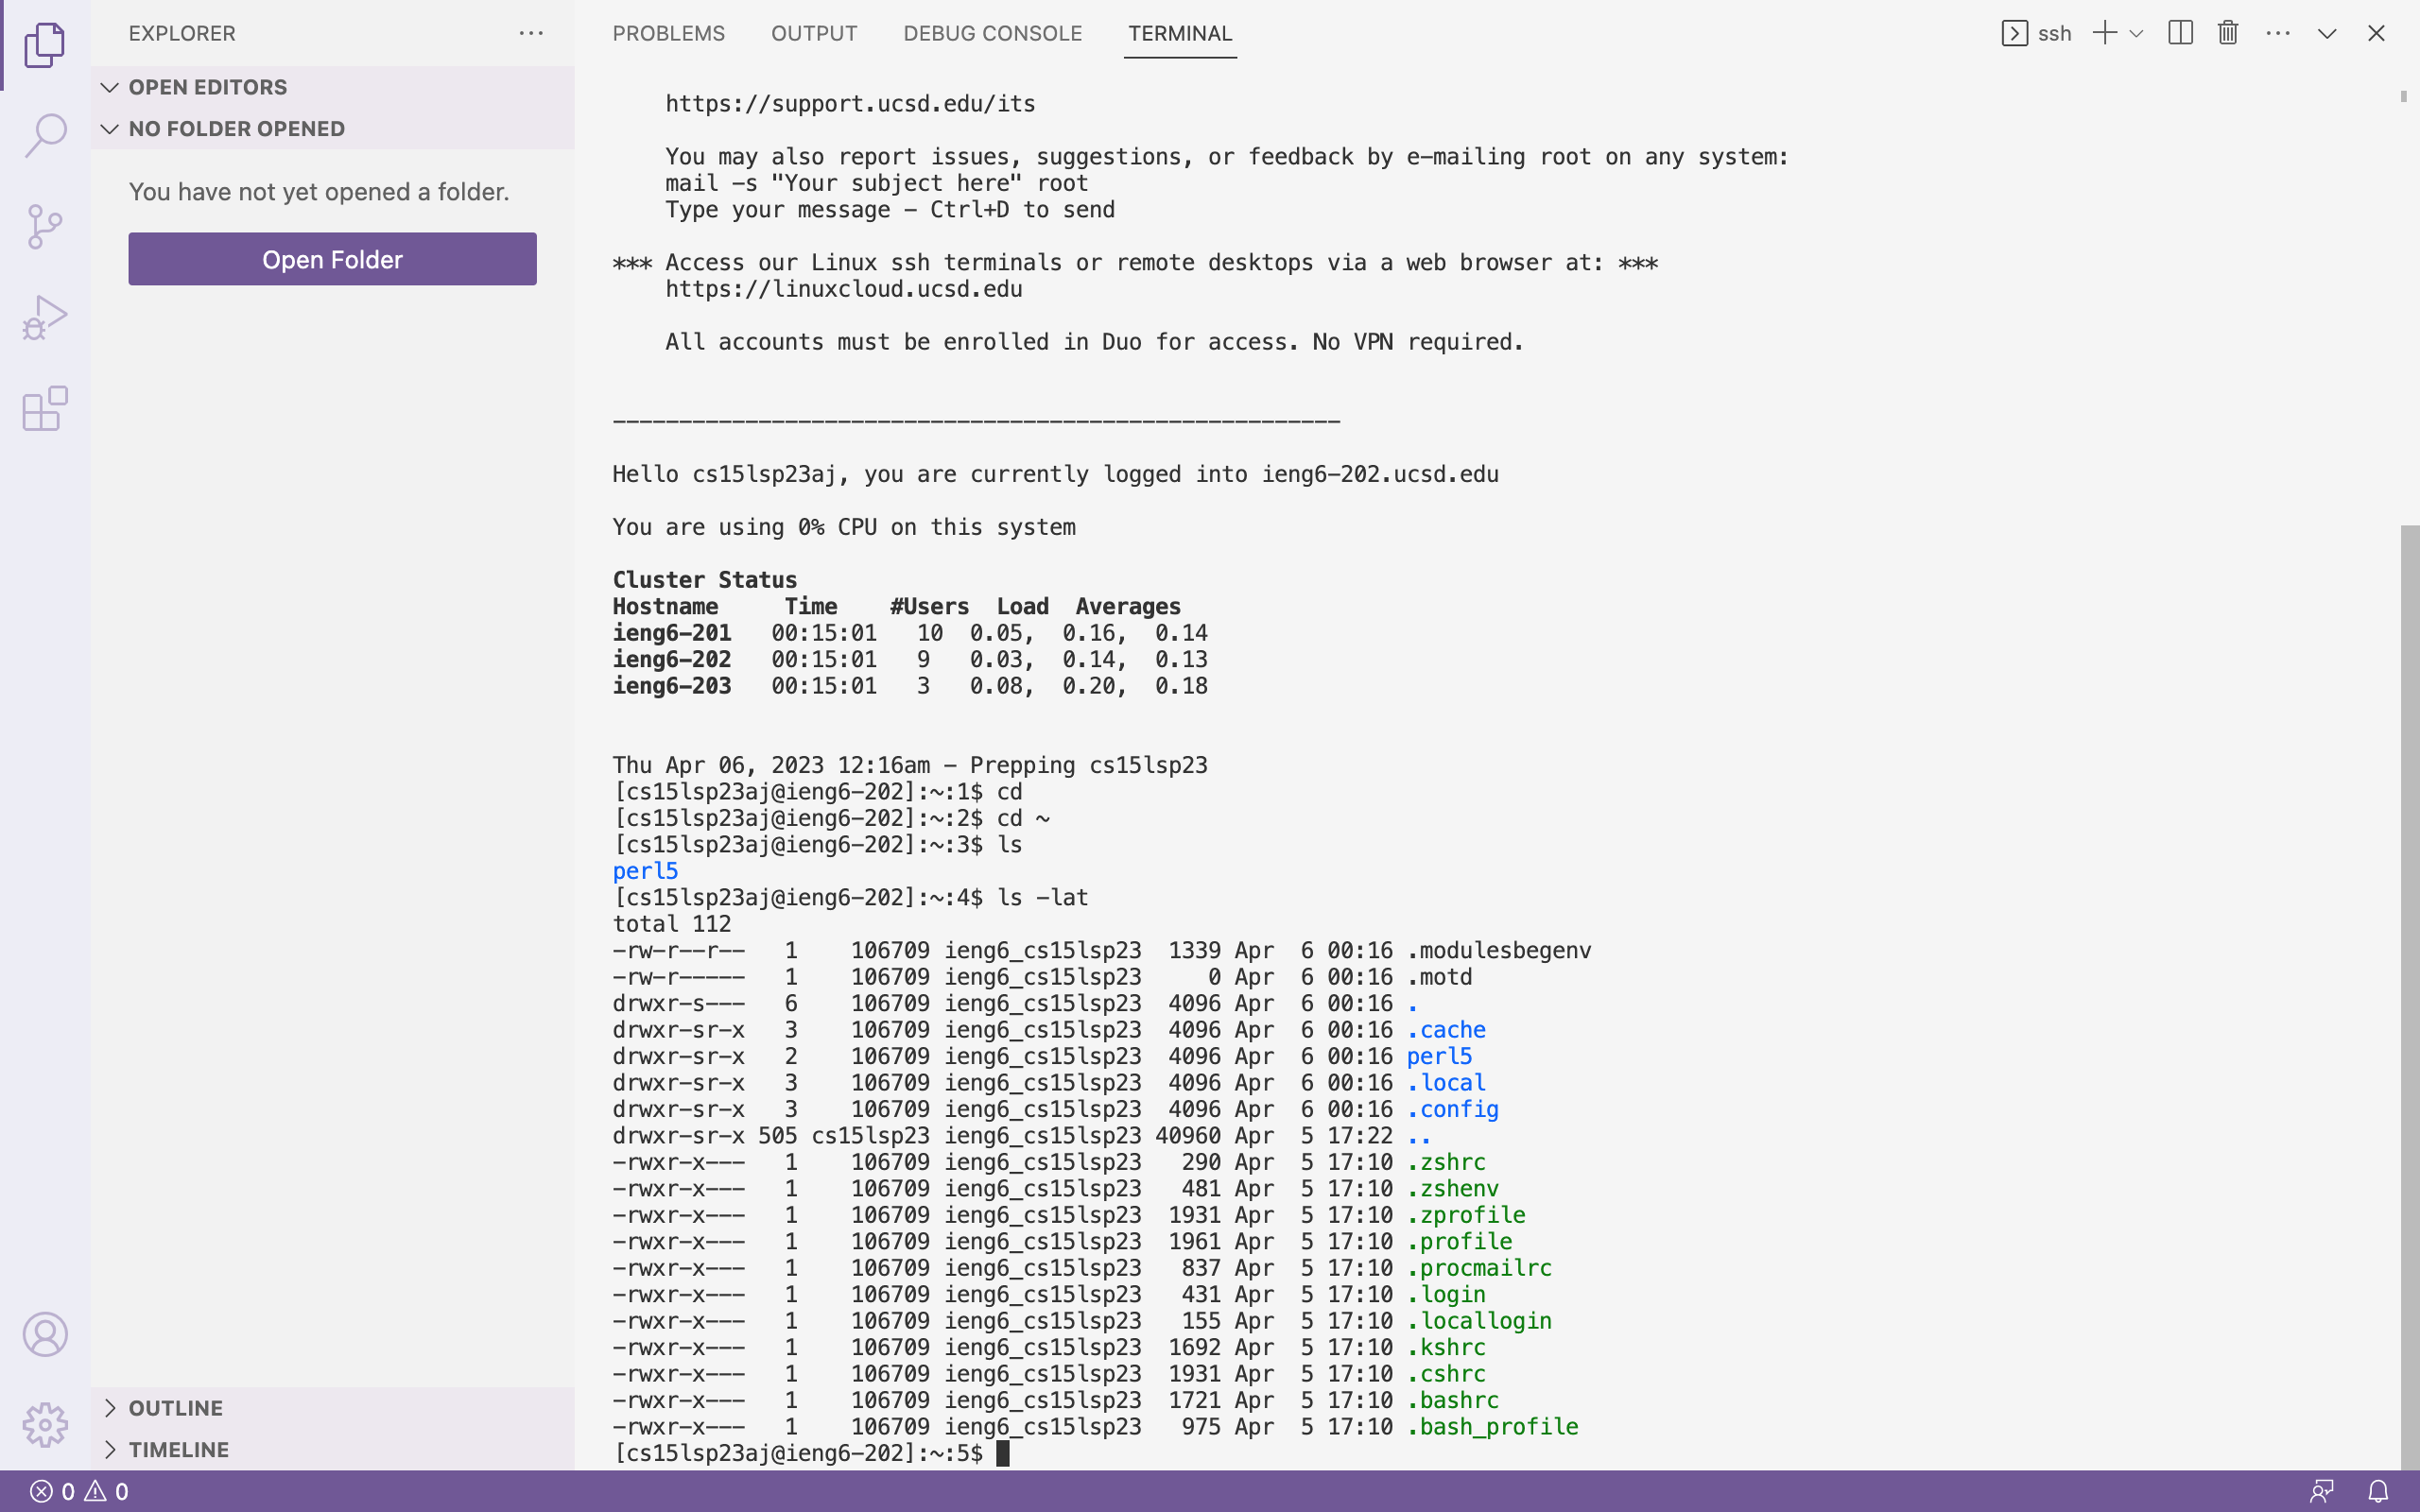 EXPLORER
OPEN EDITORS
NO FOLDER OPENED
You have not yet opened a folder.
Open Folder
OUTLINE
TIMELINE
PROBLEMS OUTPUT DEBUG CONSOLE TERMINAL
ssh
https://support.ucsd.edu/its
You may also report issues, suggestions, or feedback by e-mailing root on any system:
mail -s "Your subject here" root
Type your message - Ctrl+D to send
*** Access our Linux ssh terminals or remote desktops via a web browser at: ***
https://linuxcloud.ucsd.edu
All accounts must be enrolled in Duo for access. No VPN required.
-------------------------------------------------------
Hello cs15lsp23aj, you are currently logged into ieng6-202.ucsd.edu
You are using 0% CPU on this system
Cluster Status
Hostname Time #Users Load Averages
ieng6-201 00:15:01 10 0.05, 0.16, 0.14
ieng6-202 00:15:01 9 0.03, 0.14, 0.13
ieng6-203 00:15:01 3 0.08, 0.20, 0.18
Thu Apr 06, 2023 12:16am - Prepping cs15lsp23
[cs15lsp23aj@ieng6-202]:~:1$ cd
[cs15lsp23aj@ieng6-202]:~:2$ cd ~
[cs15lsp23aj@ieng6-202]:~:3$ ls
perl5
[cs15lsp23aj@ieng6-202]:~:4$ ls -lat
total 112
-rw-r--r-- 1 106709 ieng6_cs15lsp23 1339 Apr 6 00:16 .modulesbegenv
-rw-r----- 1 106709 ieng6_cs15lsp23 0 Apr 6 00:16 .motd
drwxr-s--- 6 106709 ieng6_cs15lsp23 4096 Apr 6 00:16 .
drwxr-sr-x 3 106709 ieng6_cs15lsp23 4096 Apr 6 00:16 .cache
drwxr-sr-x 2 106709 ieng6_cs15lsp23 4096 Apr 6 00:16 perl5
drwxr-sr-x 3 106709 ieng6_cs15lsp23 4096 Apr 6 00:16 .local
drwxr-sr-x 3 106709 ieng6_cs15lsp23 4096 Apr 6 00:16 .config
drwxr-sr-x 505 cs15lsp23 ieng6_cs15lsp23 40960 Apr 5 17:22 ..
-rwxr-x--- 1 106709 ieng6_cs15lsp23 290 Apr 5 17:10 .zshrc
-rwxr-x--- 1 106709 ieng6_cs15lsp23 481 Apr 5 17:10 .zshenv
-rwxr-x--- 1 106709 ieng6_cs15lsp23 1931 Apr 5 17:10 .zprofile
-rwxr-x--- 1 106709 ieng6_cs15lsp23 1961 Apr 5 17:10 .profile
-rwxr-x--- 1 106709 ieng6_cs15lsp23 837 Apr 5 17:10 .procmailrc
-rwxr-x--- 1 106709 ieng6_cs15lsp23 431 Apr 5 17:10 .login
-rwxr-x--- 1 106709 ieng6_cs15lsp23 155 Apr 5 17:10 .locallogin
-rwxr-x--- 1 106709 ieng6_cs15lsp23 1692 Apr 5 17:10 .kshrc
-rwxr-x--- 1 106709 ieng6_cs15lsp23 1931 Apr 5 17:10 .cshrc
-rwxr-x--- 1 106709 ieng6_cs15lsp23 1721 Apr 5 17:10 .bashrc
-rwxr-x--- 1 106709 ieng6_cs15lsp23 975 Apr 5 17:10 .bash_profile
[cs15lsp23aj@ieng6-202]:~:5$
0 0